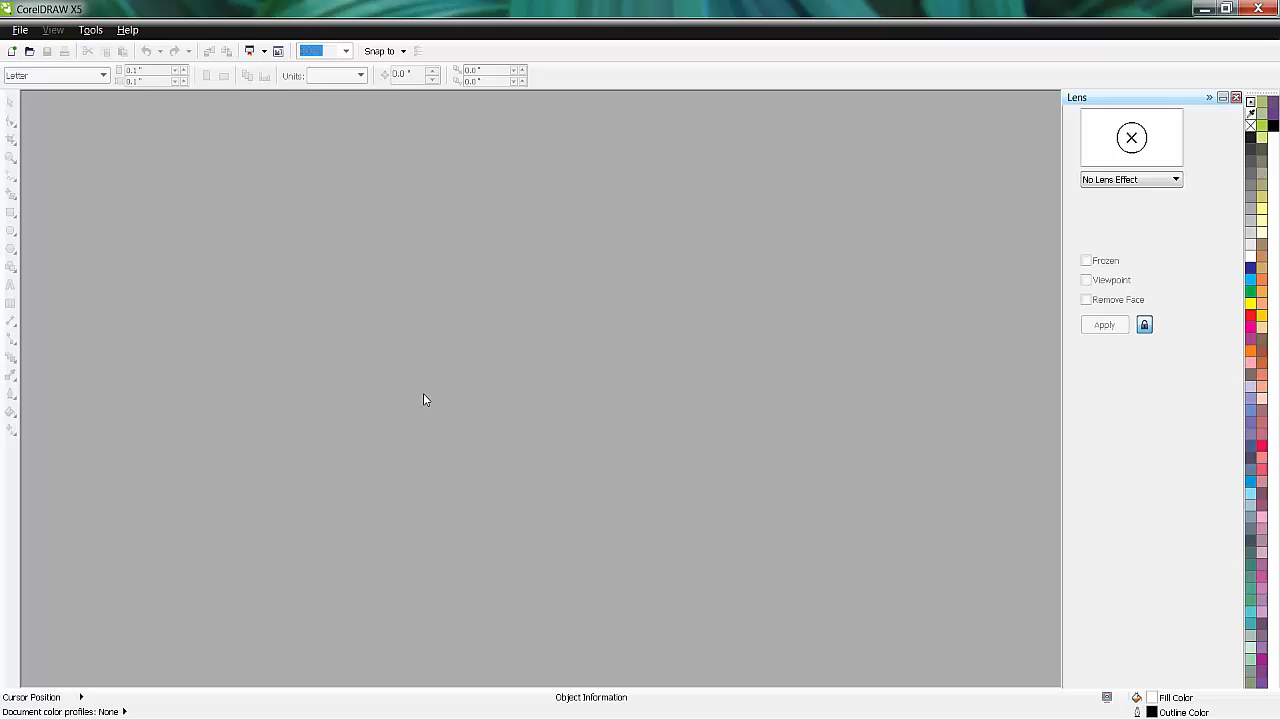 CorelDRAW X5
File View Tools Help
Snap to
Letter 0.1 " 0.1 " Units: 0.0 " 0.0 " 0.0 "
Lens
No Lens Effect
Frozen
Viewpoint
Remove Face
Apply
Cursor Position Object Information Fill Color
Document color profiles: None Outline Color